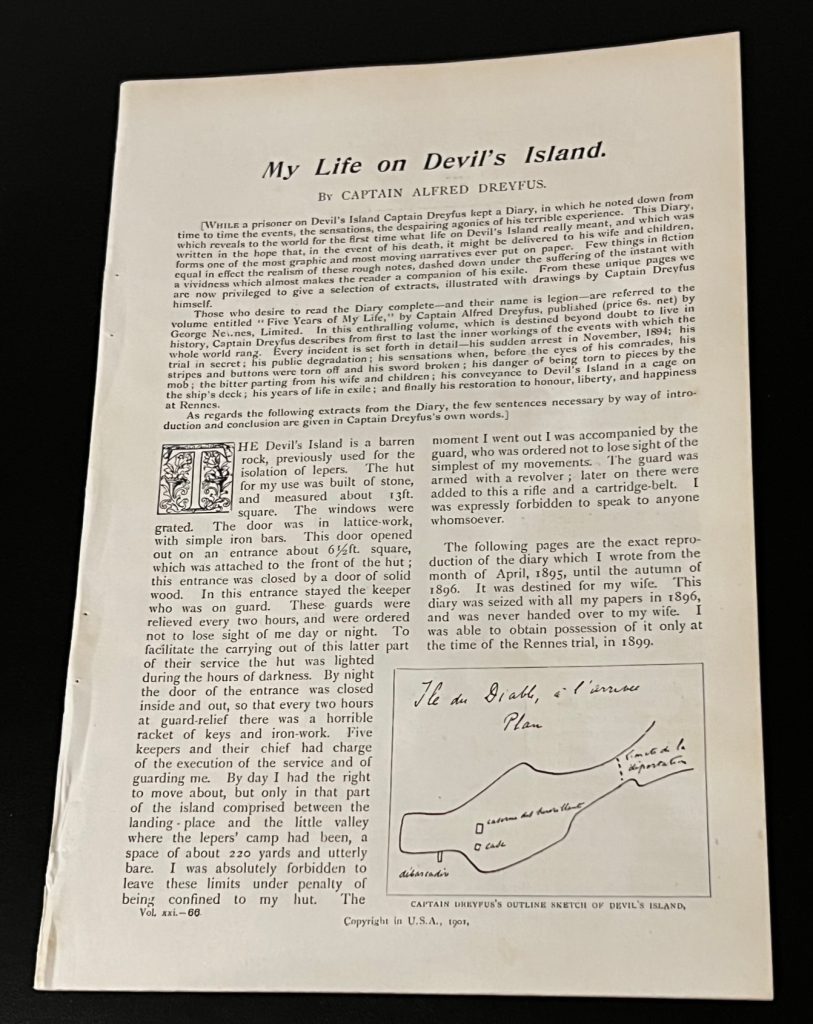 My Life on Devil's Island.
By CAPTAIN ALFRED DREYFUS.
[WHILE a prisoner on Devil's Island Captain Dreyfus kept a Diary, in which he noted down from
time to time the events, the sensations, the despairing agonies of his terrible experience. This Diary,
which reveals to the world for the first time what life on Devil's Island really meant, and which was
written in the hope that, in the event of his death, it might be delivered to his wife and children,
forms one of the most graphic and most moving narratives ever put on paper. Few things in fiction
equal in effect the realism of these rough notes, dashed down under the suffering of the instant with
a vividness which almost makes the reader a companion of his exile. From these unique pages we
are now privileged to give a selection of extracts, illustrated with drawings by Captain Dreyfus
himself.
Those who desire to read the Diary complete—and their name is legion—are referred to the
volume entitled "Five Years of My Life," by Captain Alfred Dreyfus, published (price 6s. net) by
George Newnes, Limited. In this enthralling volume, which is destined beyond doubt to live in
history, Captain Dreyfus describes from first to last the inner workings of the events with which the
whole world rang. Every incident is set forth in detail—his sudden arrest in November, 1894; his
trial in secret; his public degradation; his sensations when, before the eyes of his comrades, his
stripes and buttons were torn off and his sword broken; his danger of being torn to pieces by the
mob; the bitter parting from his wife and children; his conveyance to Devil's Island in a cage on
the ship's deck; his years of life in exile; and finally his restoration to honour, liberty, and happiness
at Rennes.
As regards the following extracts from the Diary, the few sentences necessary by way of intro-
duction and conclusion are given in Captain Dreyfus's own words.]
THE Devil's Island is a barren
rock, previously used for the
isolation of lepers. The hut
for my use was built of stone,
and measured about 13ft.
square. The windows were
grated. The door was in lattice-work,
with simple iron bars. This door opened
out on an entrance about 6½ft. square,
which was attached to the front of the hut;
this entrance was closed by a door of solid
wood. In this entrance stayed the keeper
who was on guard. These guards were
relieved every two hours, and were ordered
not to lose sight of me day or night. To
facilitate the carrying out of this latter part
of their service the hut was lighted
during the hours of darkness. By night
the door of the entrance was closed
inside and out, so that every two hours
at guard-relief there was a horrible
racket of keys and iron-work. Five
keepers and their chief had charge
of the execution of the service and of
guarding me. By day I had the right
to move about, but only in that part
of the island comprised between the
landing-place and the little valley
where the lepers' camp had been, a
space of about 220 yards and utterly
bare. I was absolutely forbidden to
leave these limits under penalty of
being confined to my hut. The
Vol. xxi.—66
moment I went out I was accompanied by the
guard, who was ordered not to lose sight of the
simplest of my movements. The guard was
armed with a revolver; later on there were
added to this a rifle and a cartridge-belt. I
was expressly forbidden to speak to anyone
whomsoever.
The following pages are the exact repro-
duction of the diary which I wrote from the
month of April, 1895, until the autumn of
1896. It was destined for my wife. This
diary was seized with all my papers in 1896,
and was never handed over to my wife. I
was able to obtain possession of it only at
the time of the Rennes trial, in 1899.
Ile du Diable, à l'arrivée
Plan
limite de la
déportation
caserne des
case
débarcadère
CAPTAIN DREYFUS'S OUTLINE SKETCH OF DEVIL'S ISLAND,
Copyright in U.S.A., 1901,